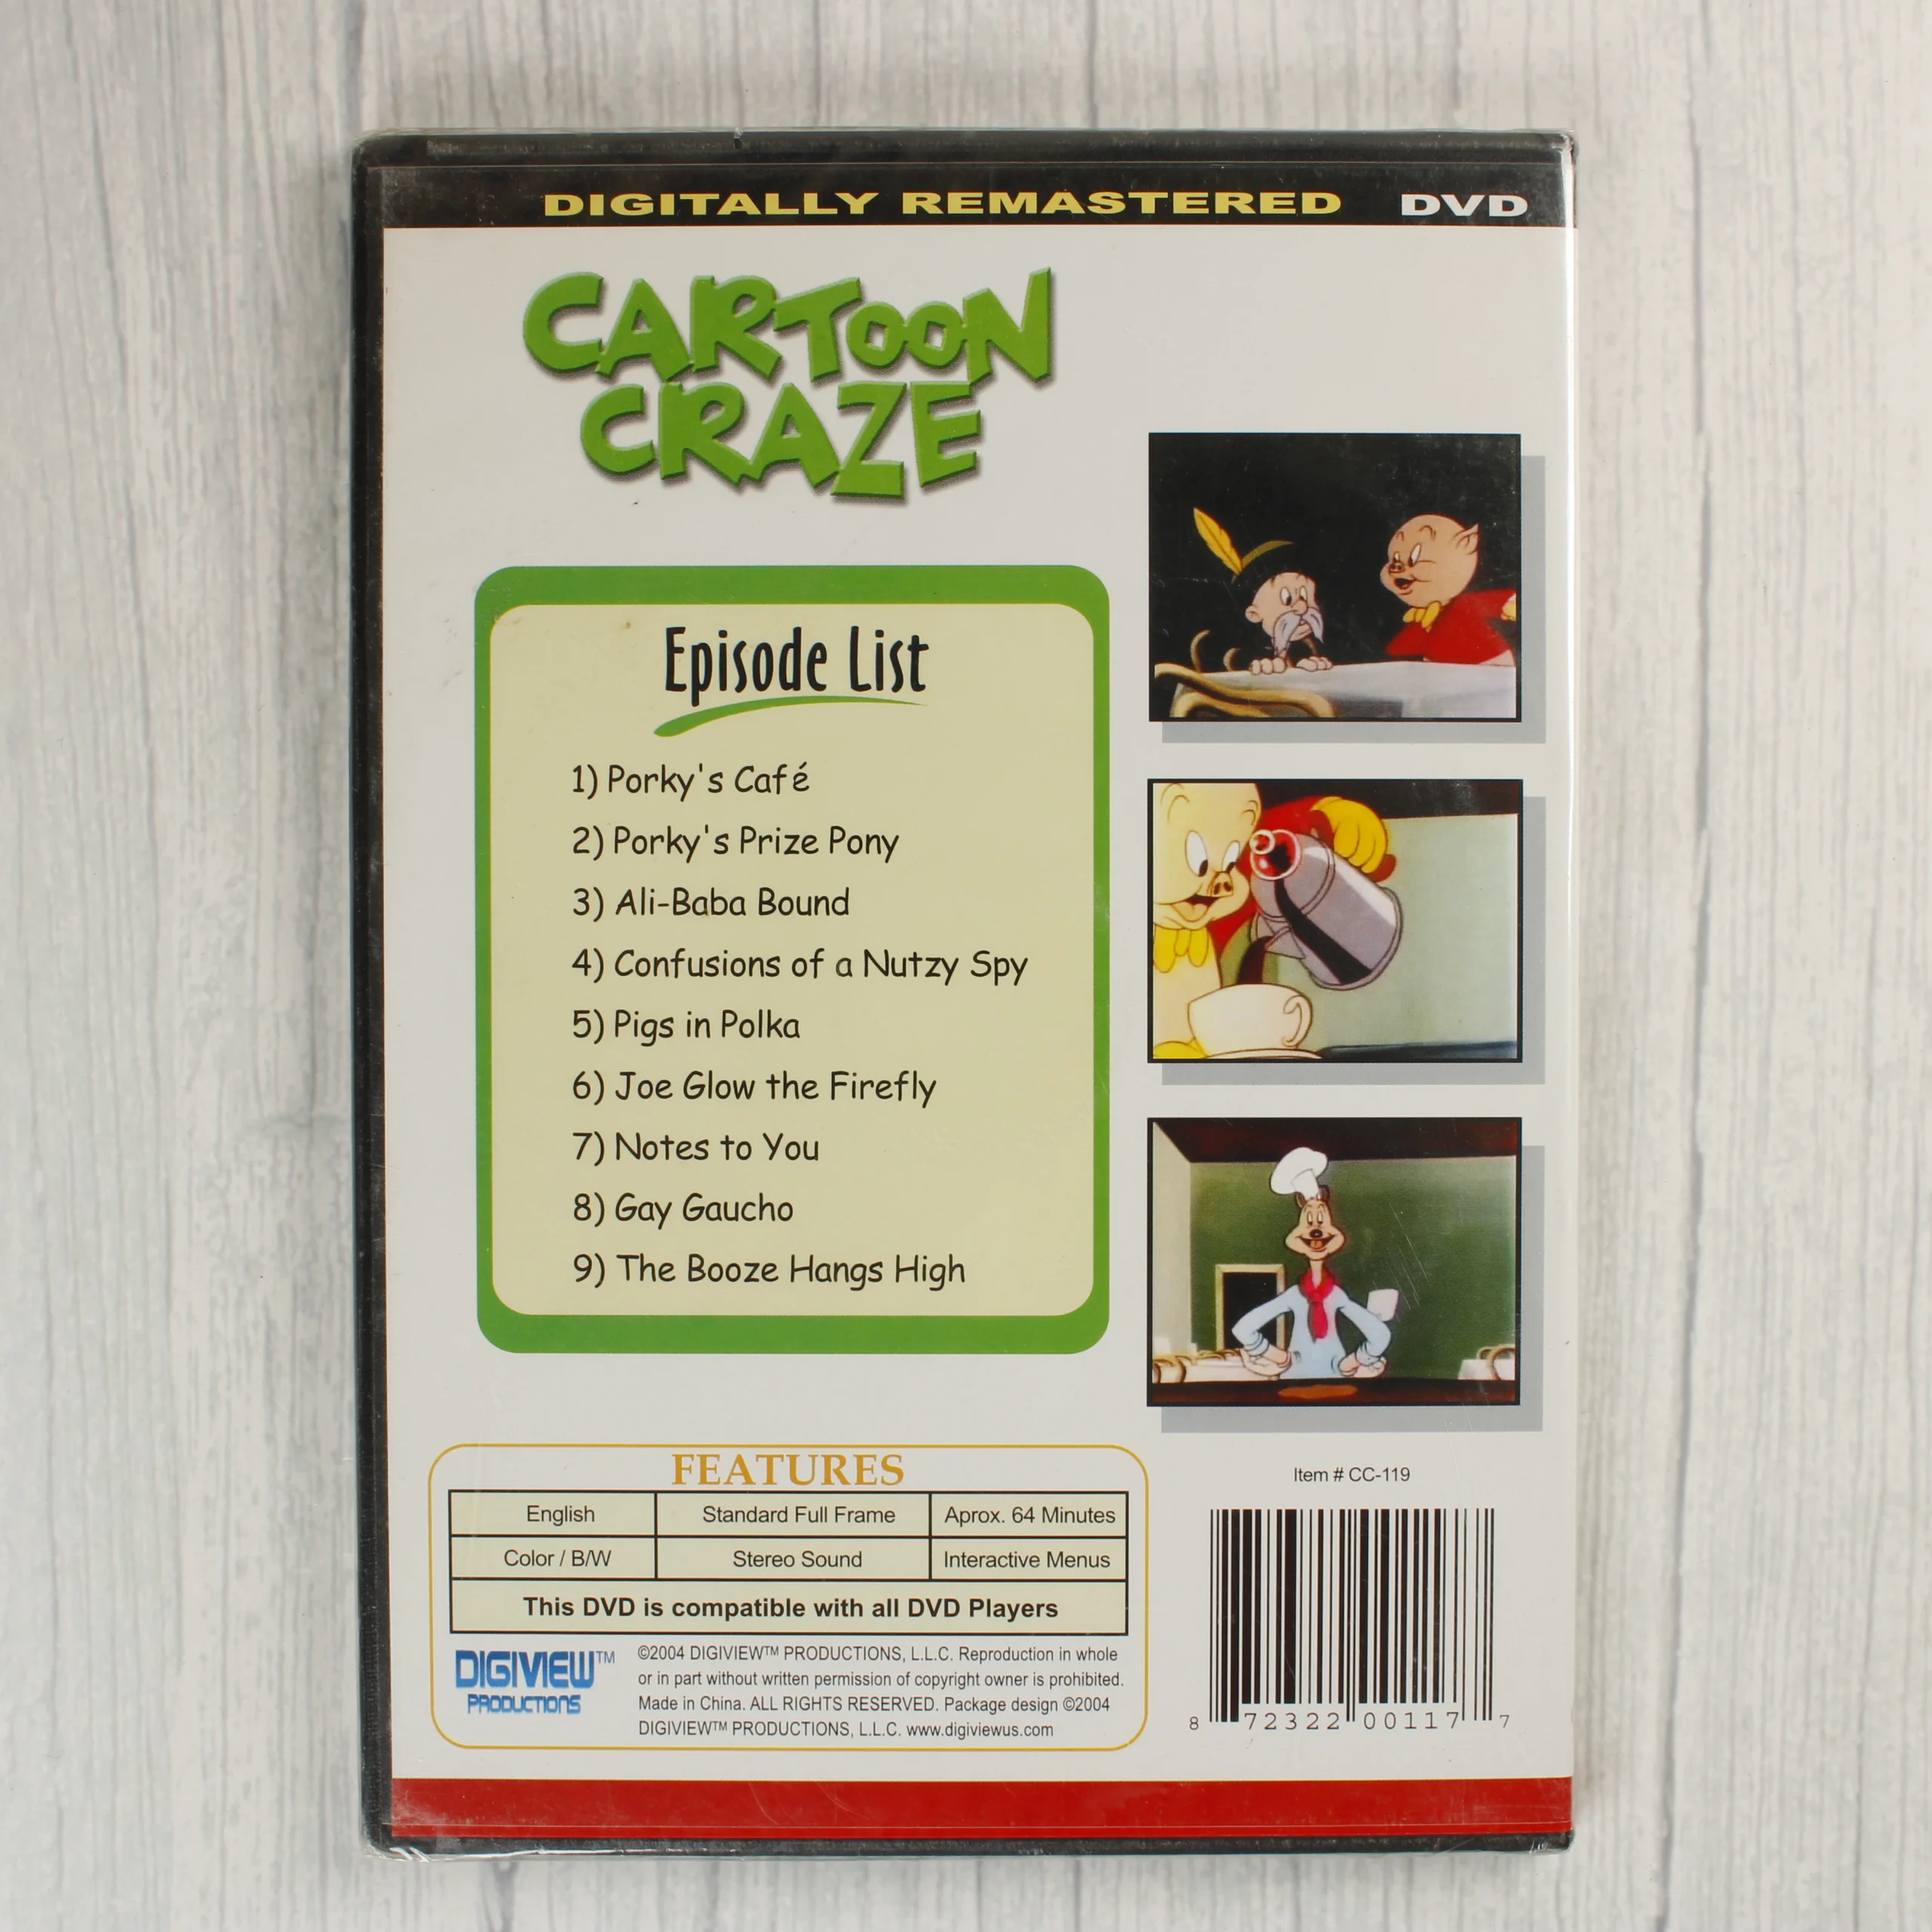 DIGITALLY REMASTERED DVD
CARTOON
CRAZE
Episode List
1) Porky's Café
2) Porky's Prize Pony
3) Ali-Baba Bound
4) Confusions of a Nutzy Spy
5) Pigs in Polka
6) Joe Glow the Firefly
7) Notes to You
8) Gay Gaucho
9) The Booze Hangs High
FEATURES
English Standard Full Frame Aprox. 64 Minutes
Color / B/W Stereo Sound Interactive Menus
This DVD is compatible with all DVD Players
DIGIVIEW™
PRODUCTIONS
©2004 DIGIVIEW™ PRODUCTIONS, L.L.C. Reproduction in whole
or in part without written permission of copyright owner is prohibited.
Made in China. ALL RIGHTS RESERVED. Package design ©2004
DIGIVIEW™ PRODUCTIONS, L.L.C. www.digiviewus.com
Item # CC-119
8 72322 00117 7